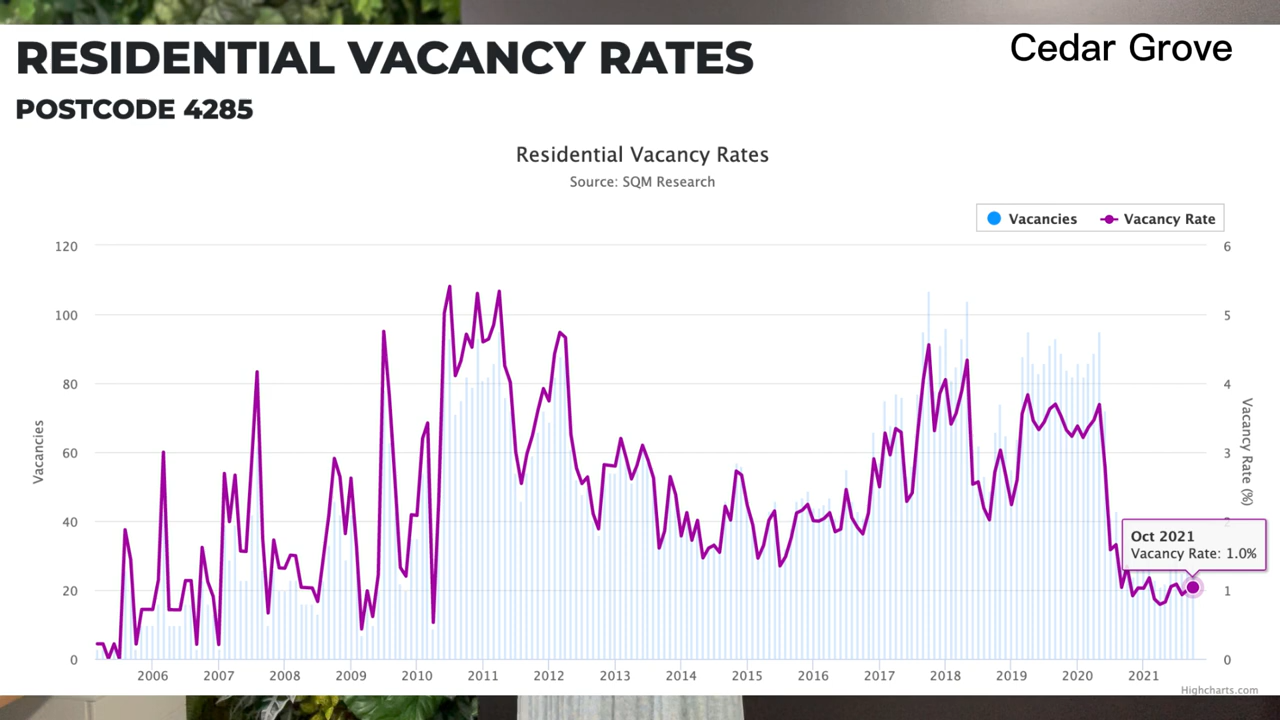 RESIDENTIAL VACANCY RATES
Cedar Grove
POSTCODE 4285
Residential Vacancy Rates
Source: SQM Research
Vacancies
Vacancy Rate
120
100
80
60
40
20
0
Vacancies
6
5
4
3
2
1
0
Vacancy Rate (%)
Oct 2021
Vacancy Rate: 1.0%
2006 2007 2008 2009 2010 2011 2012 2013 2014 2015 2016 2017 2018 2019 2020 2021
Highcharts.com